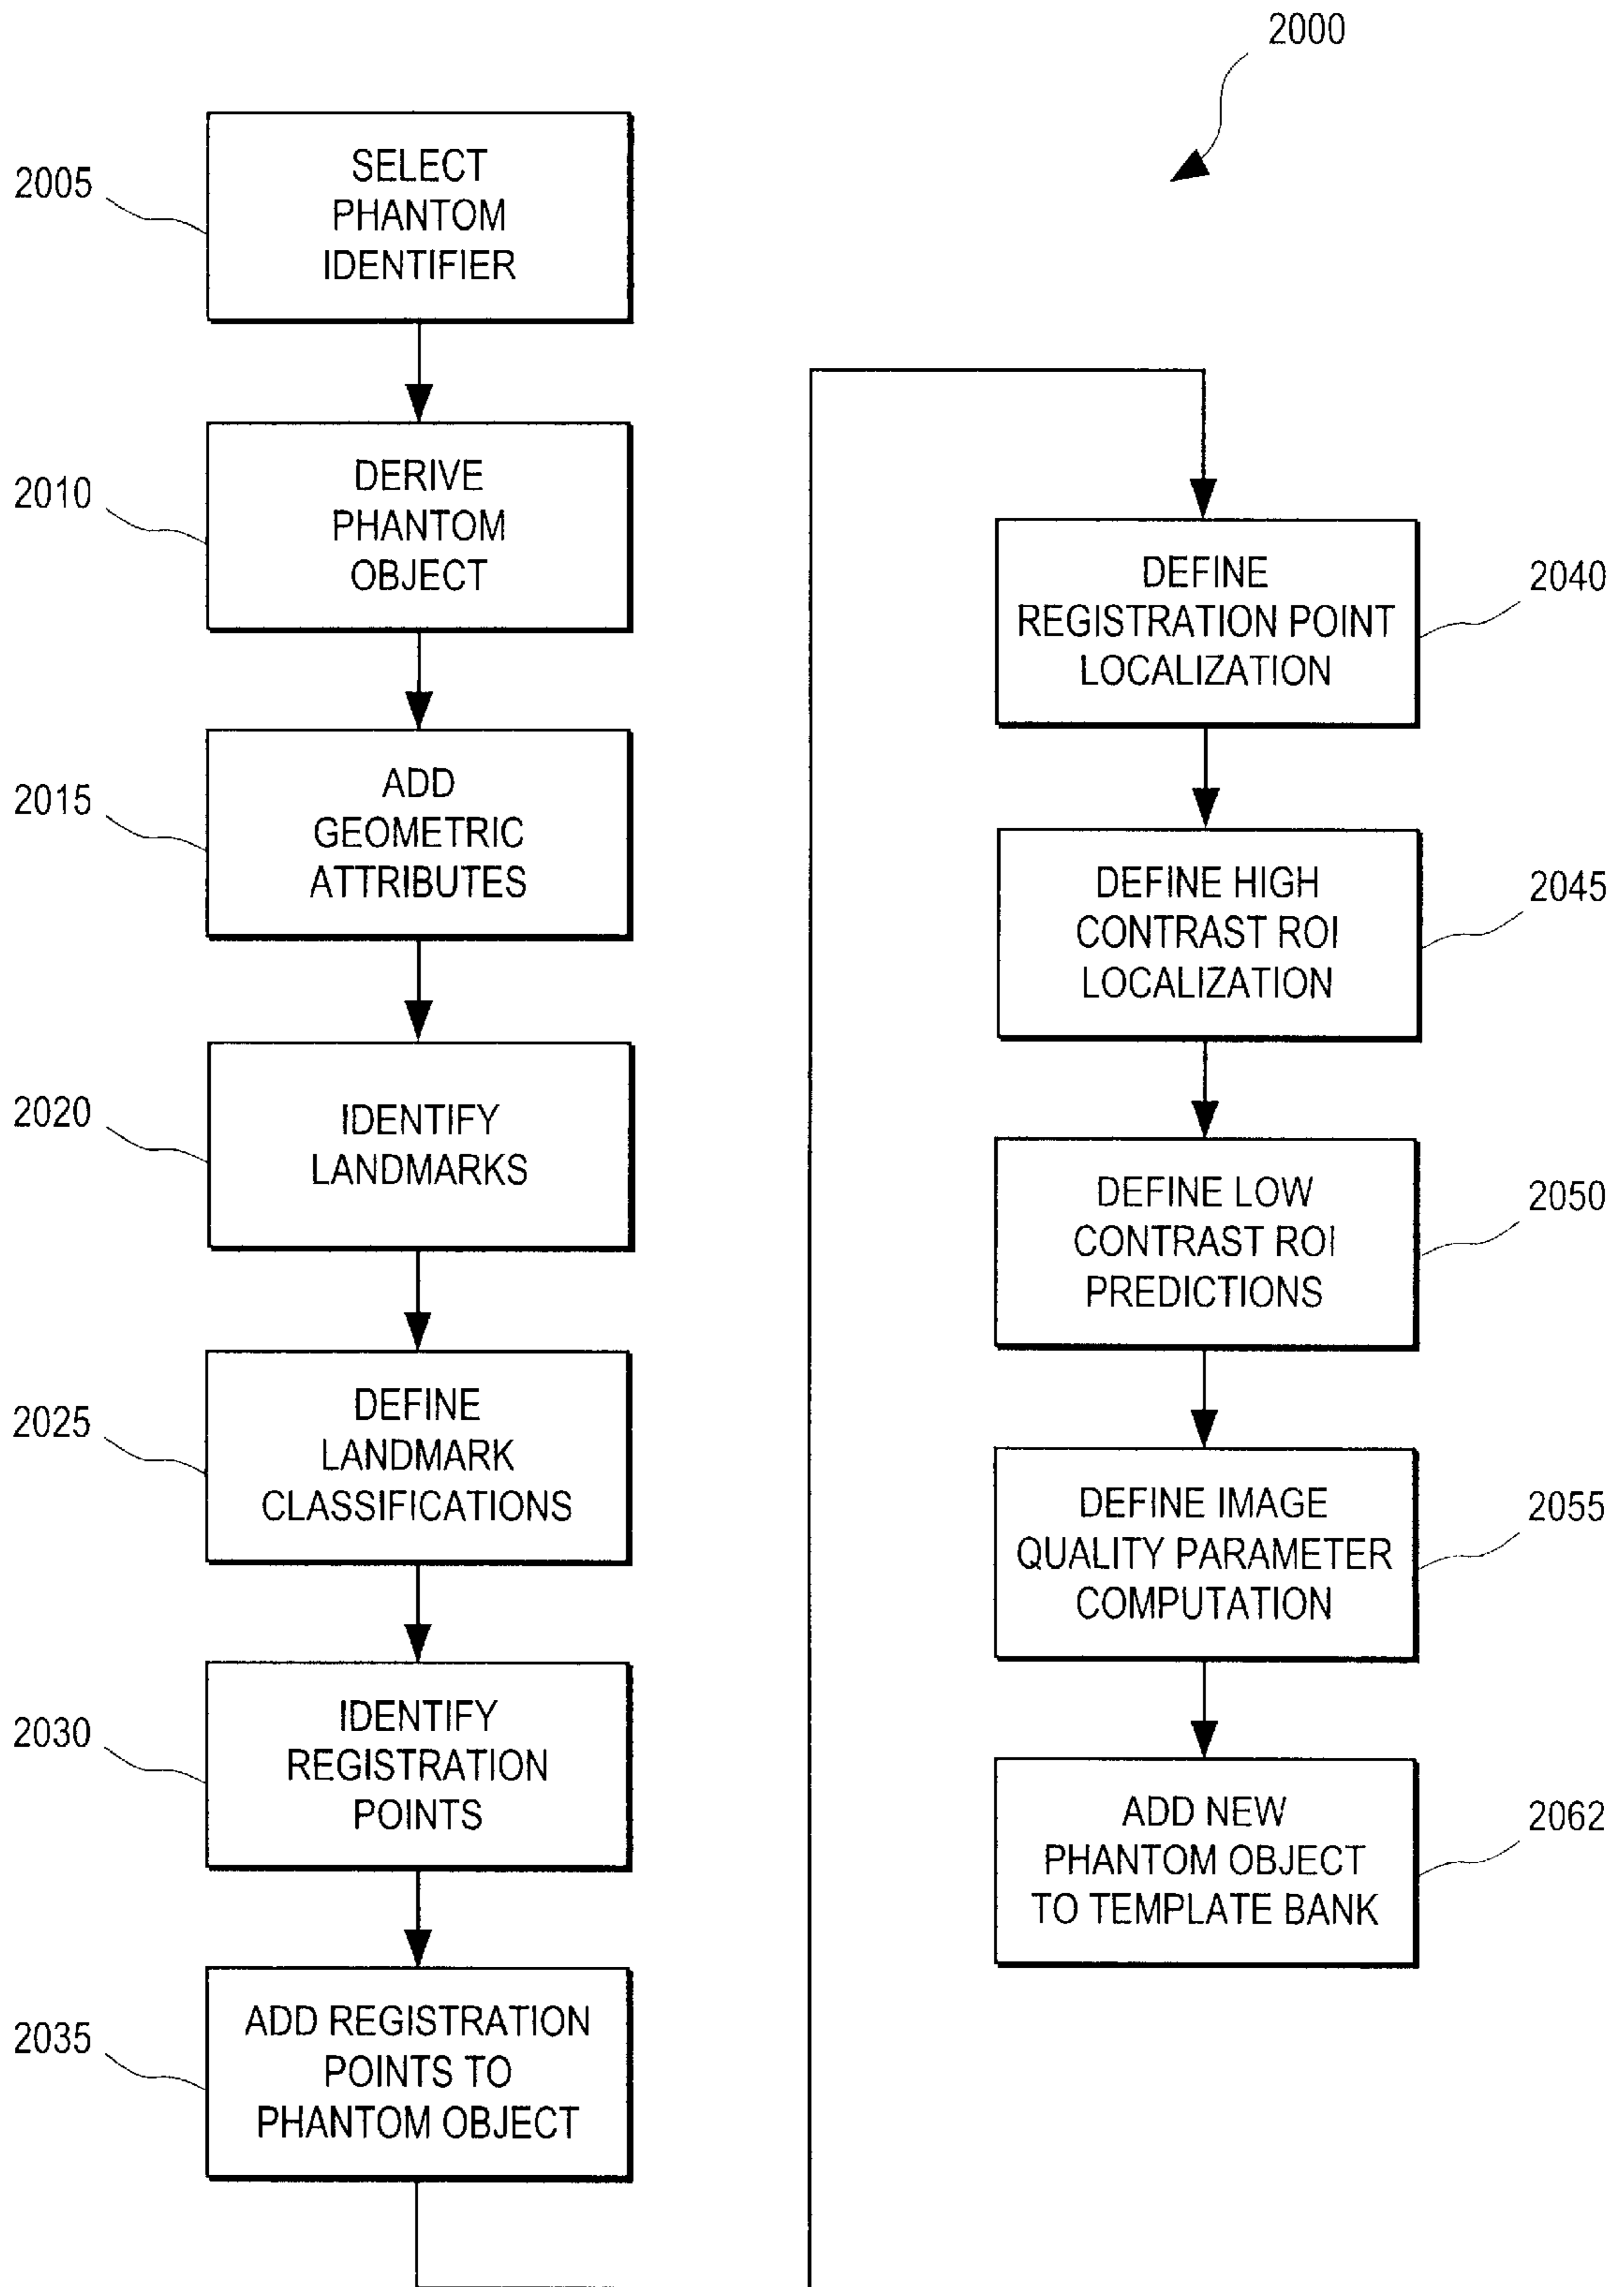 2000
2005
SELECT
PHANTOM
IDENTIFIER
2010
DERIVE
PHANTOM
OBJECT
2015
ADD
GEOMETRIC
ATTRIBUTES
2020
IDENTIFY
LANDMARKS
2025
DEFINE
LANDMARK
CLASSIFICATIONS
2030
IDENTIFY
REGISTRATION
POINTS
2035
ADD REGISTRATION
POINTS TO
PHANTOM OBJECT
DEFINE
REGISTRATION POINT
LOCALIZATION
2040
DEFINE HIGH
CONTRAST ROI
LOCALIZATION
2045
DEFINE LOW
CONTRAST ROI
PREDICTIONS
2050
DEFINE IMAGE
QUALITY PARAMETER
COMPUTATION
2055
ADD NEW
PHANTOM OBJECT
TO TEMPLATE BANK
2062